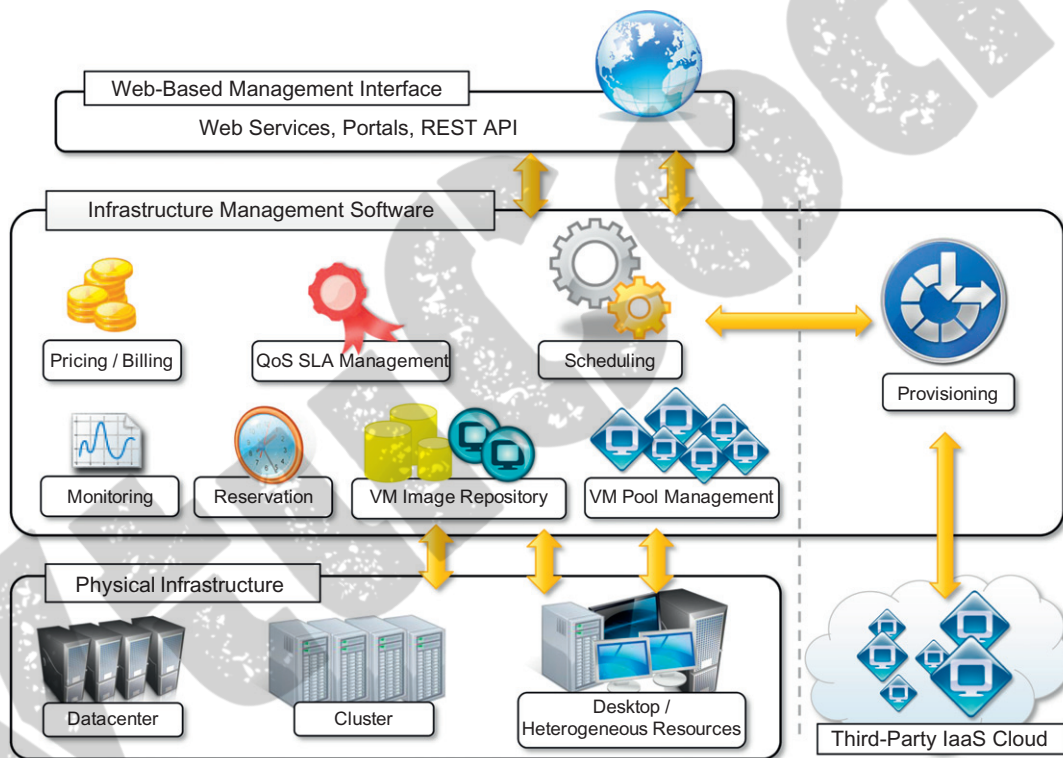 Web-Based Management Interface
Web Services, Portals, REST API
Infrastructure Management Software
Pricing / Billing
QoS SLA Management
Scheduling
Provisioning
Monitoring
Reservation
VM Image Repository
VM Pool Management
Physical Infrastructure
Datacenter
Cluster
Desktop /
Heterogeneous Resources
Third-Party IaaS Cloud